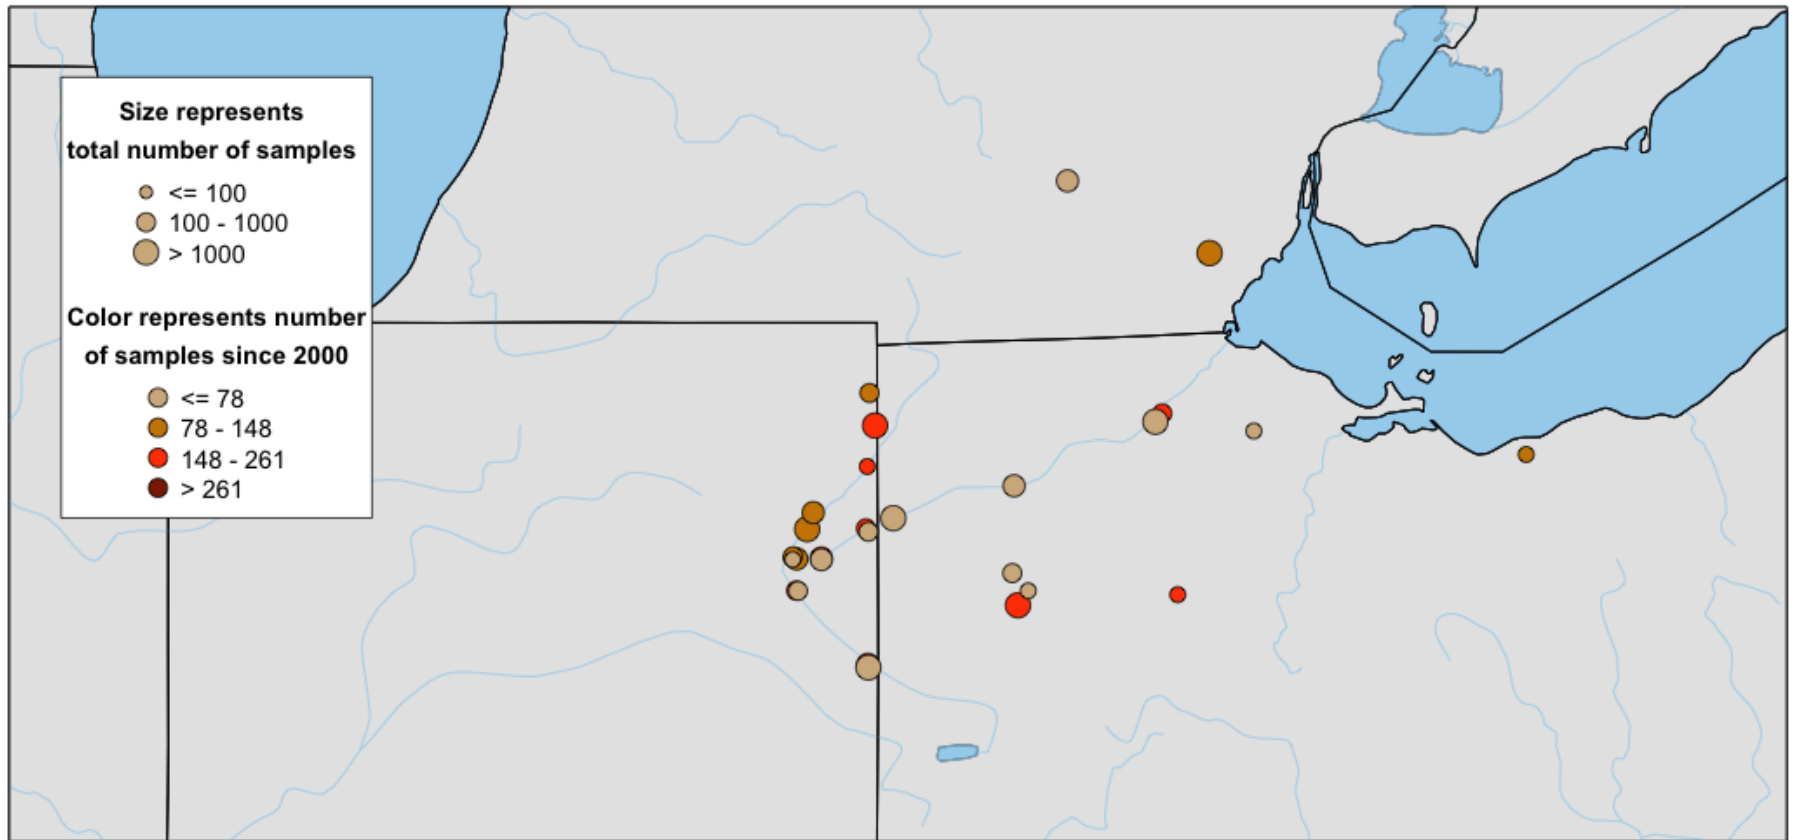 Size represents
total number of samples
<= 100
100 - 1000
> 1000
Color represents number
of samples since 2000
<= 78
78 - 148
148 - 261
> 261